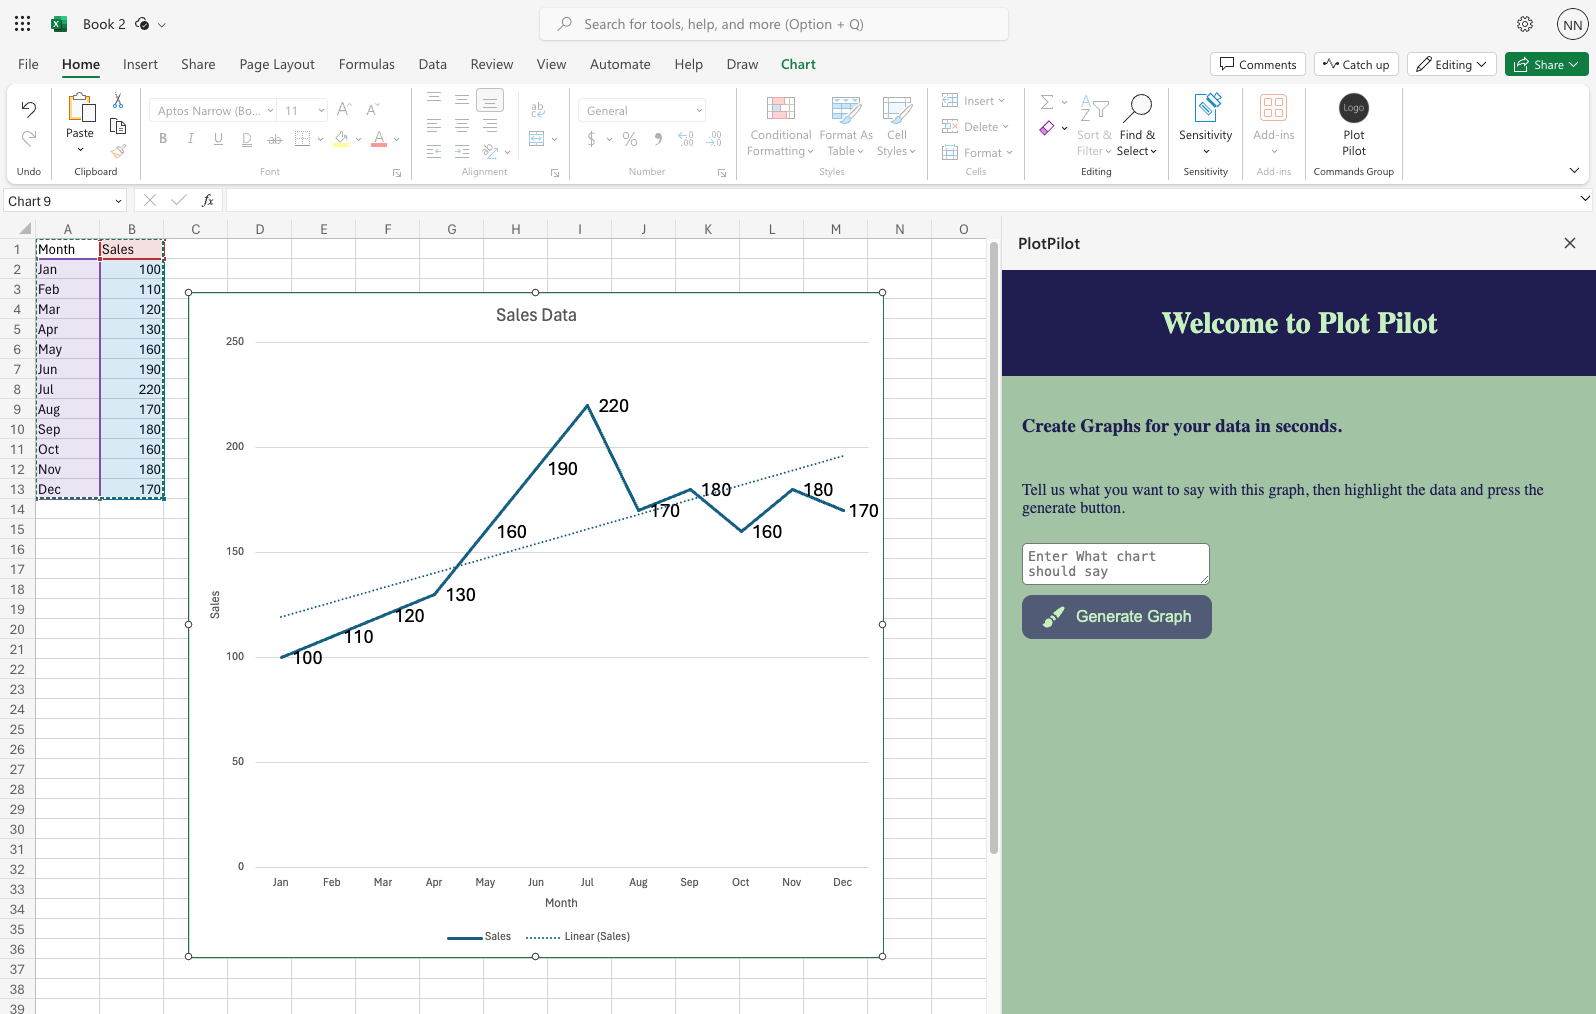 Book 2
Search for tools, help, and more (Option + Q)
NN
File Home Insert Share Page Layout Formulas Data Review View Automate Help Draw Chart
Comments Catch up Editing Share
Aptos Narrow (Bo... 11
General
Insert
Logo
Paste
B I U D ab
A
$ % 9
Conditional Formatting
Format As Table
Cell Styles
Delete
Format
Sort & Filter
Find & Select
Sensitivity
Add-ins
Plot Pilot
Undo Clipboard Font Alignment Number Styles Cells Editing Sensitivity Add-ins Commands Group
Chart 9 fx
A B C D E F G H I J K L M N O
1 Month Sales
2 Jan 100
3 Feb 110
4 Mar 120
5 Apr 130
6 May 160
7 Jun 190
8 Jul 220
9 Aug 170
10 Sep 180
11 Oct 160
12 Nov 180
13 Dec 170
14
15
16
17
18
19
20
21
22
23
24
25
26
27
28
29
30
31
32
33
34
35
36
37
38
39
Sales Data
250
220
200
190
180
180
170
170
160
160
150
130
120
110
100
100
50
0
Sales
Jan Feb Mar Apr May Jun Jul Aug Sep Oct Nov Dec
Month
Sales Linear (Sales)
PlotPilot
Welcome to Plot Pilot
Create Graphs for your data in seconds.
Tell us what you want to say with this graph, then highlight the data and press the
generate button.
Enter What chart
should say
Generate Graph